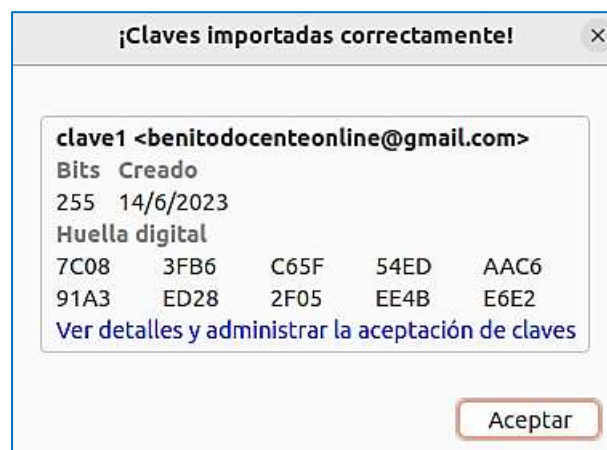 ¡Claves importadas correctamente!
clave1 <benitodocenteonline@gmail.com>
Bits Creado
255 14/6/2023
Huella digital
7C08 3FB6 C65F 54ED AAC6
91A3 ED28 2F05 EE4B E6E2
Ver detalles y administrar la aceptación de claves
Aceptar